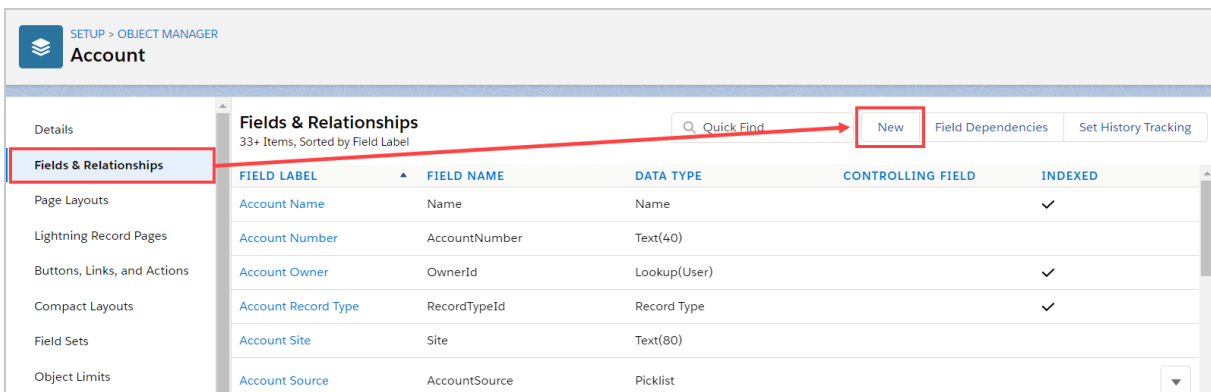 SETUP > OBJECT MANAGER
Account
Details
Fields & Relationships
Page Layouts
Lightning Record Pages
Buttons, Links, and Actions
Compact Layouts
Field Sets
Object Limits
Fields & Relationships
33+ Items, Sorted by Field Label
Quick Find
New
Field Dependencies
Set History Tracking
FIELD LABEL FIELD NAME DATA TYPE CONTROLLING FIELD INDEXED
Account Name Name Name
Account Number AccountNumber Text(40)
Account Owner OwnerId Lookup(User)
Account Record Type RecordTypeId Record Type
Account Site Site Text(80)
Account Source AccountSource Picklist